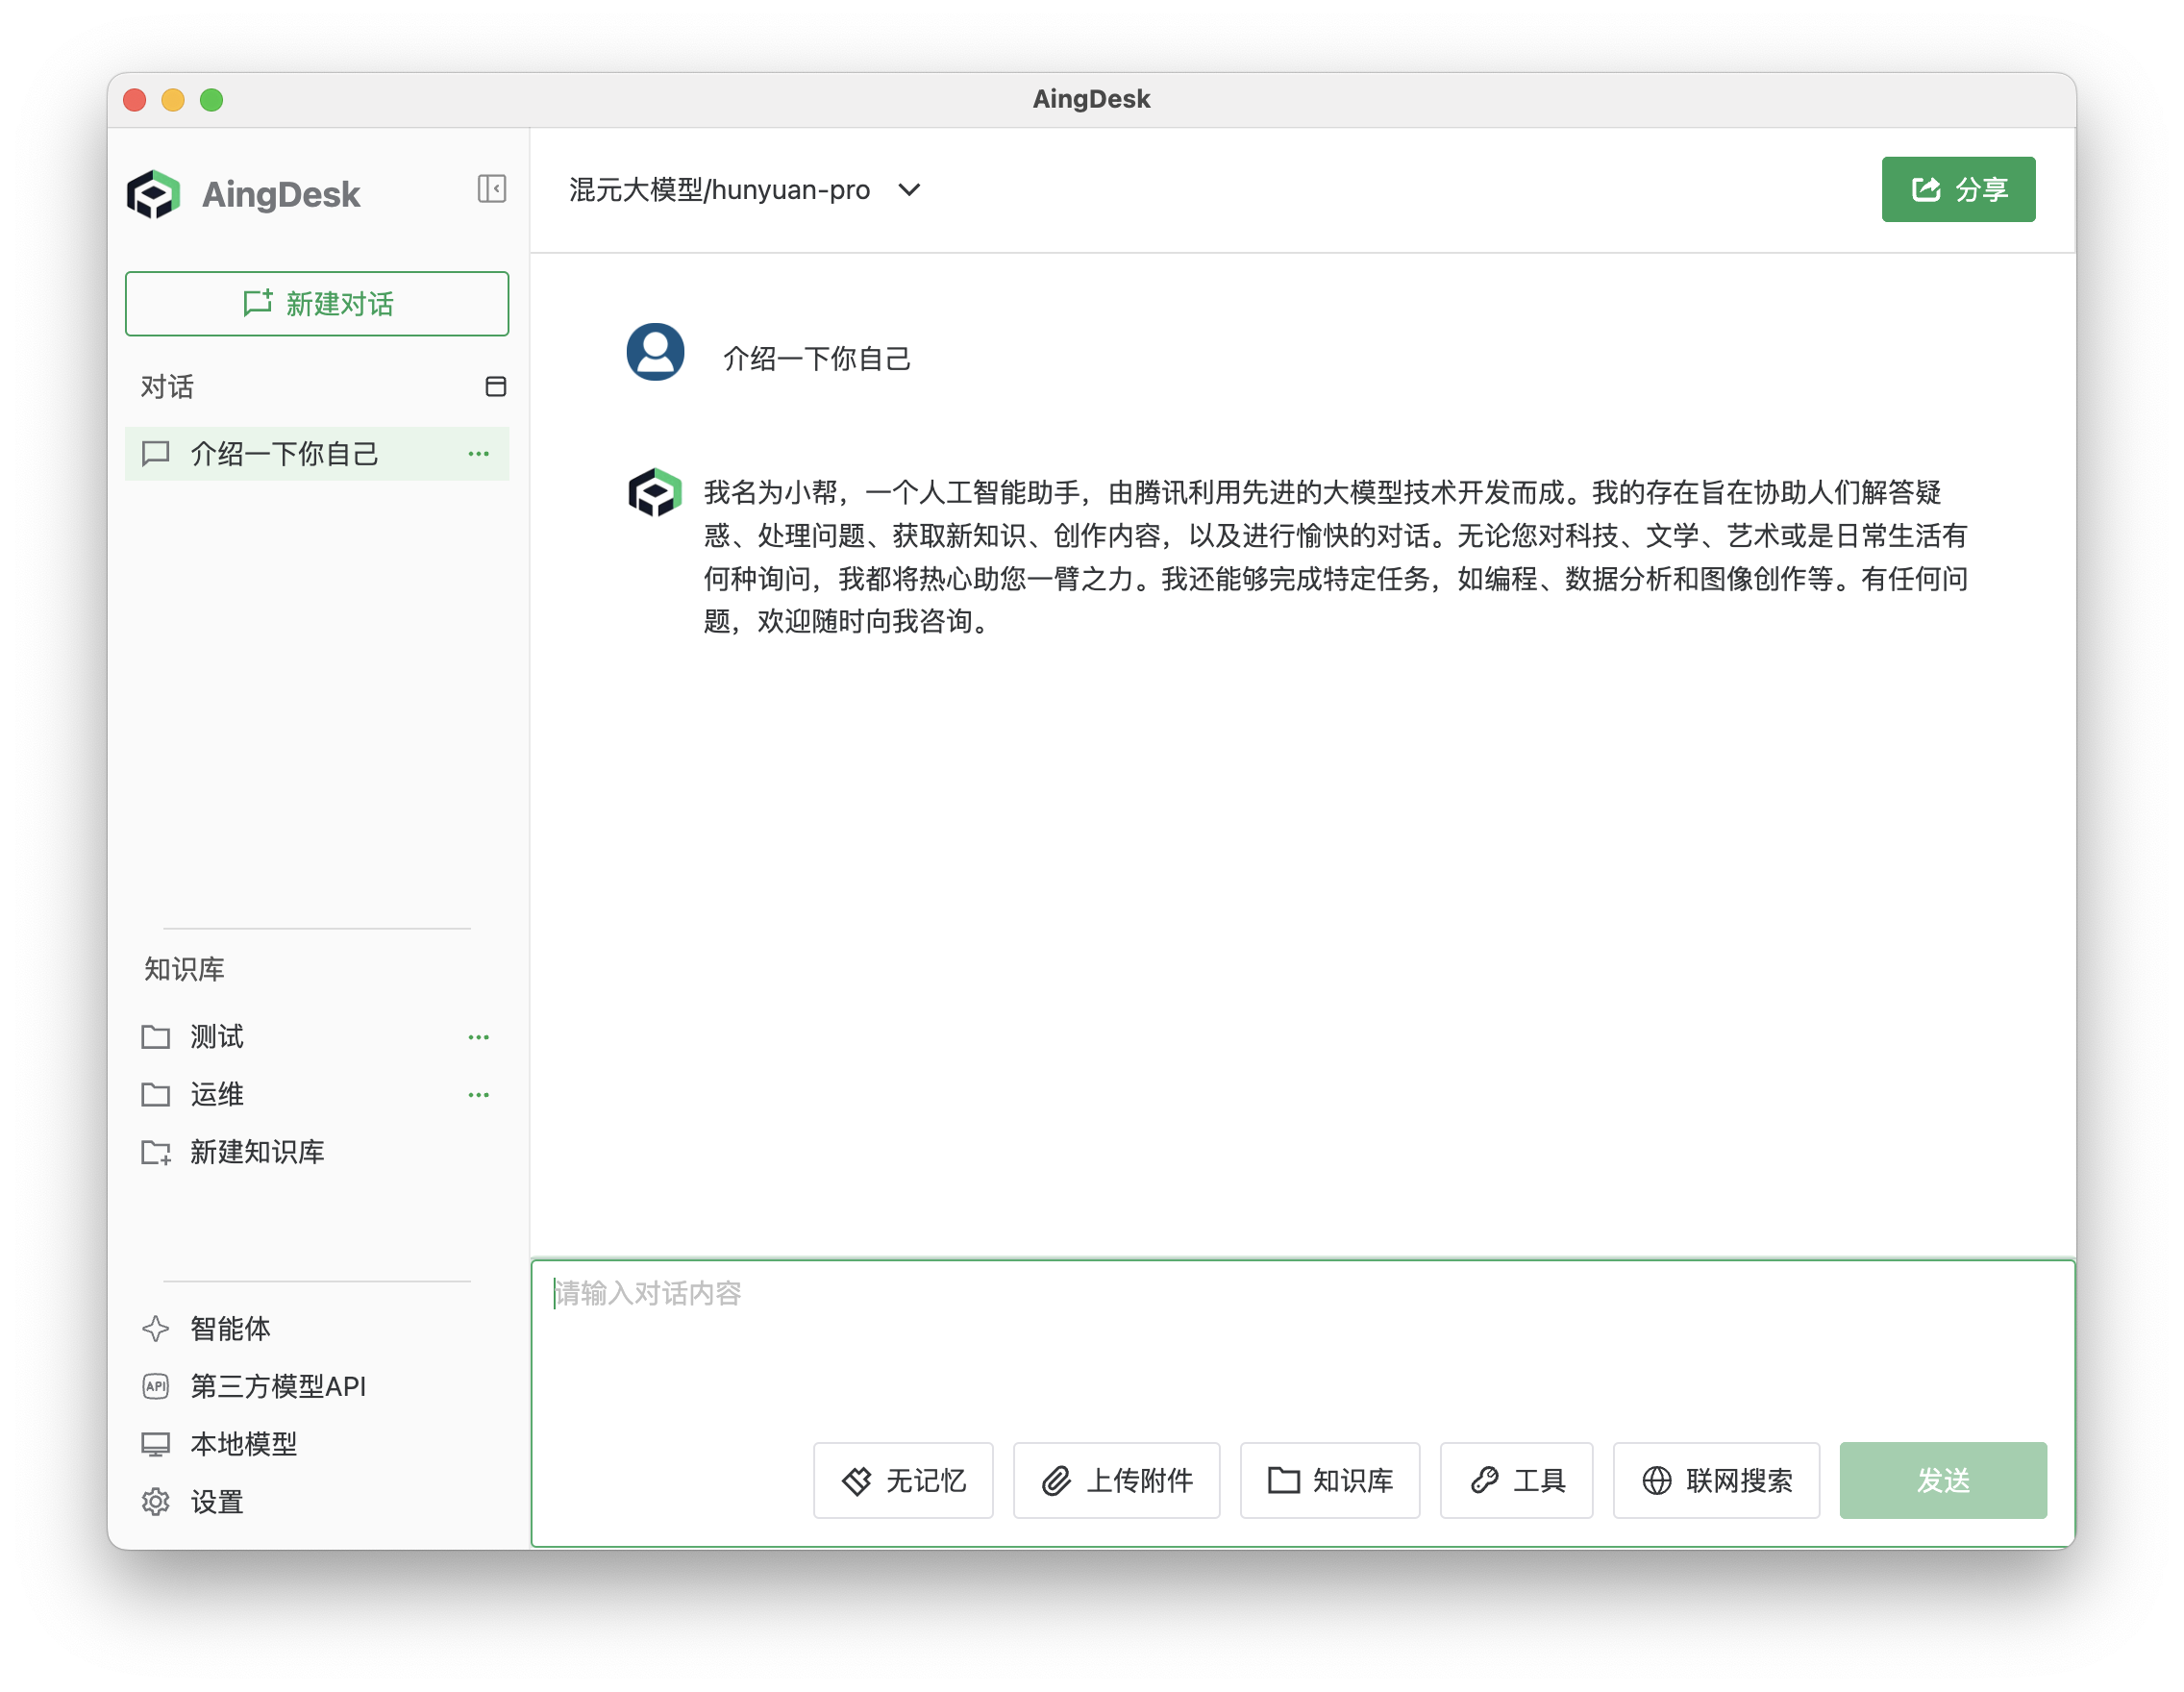 AingDesk
AingDesk
新建对话
对话
介绍一下你自己
知识库
测试
运维
新建知识库
智能体
API
第三方模型API
本地模型
设置
混元大模型/hunyuan-pro
分享
介绍一下你自己
我名为小帮，一个人工智能助手，由腾讯利用先进的大模型技术开发而成。我的存在旨在协助人们解答疑
惑、处理问题、获取新知识、创作内容，以及进行愉快的对话。无论您对科技、文学、艺术或是日常生活有
何种询问，我都将热心助您一臂之力。我还能够完成特定任务，如编程、数据分析和图像创作等。有任何问
题，欢迎随时向我咨询。
请输入对话内容
无记忆
上传附件
知识库
工具
联网搜索
发送